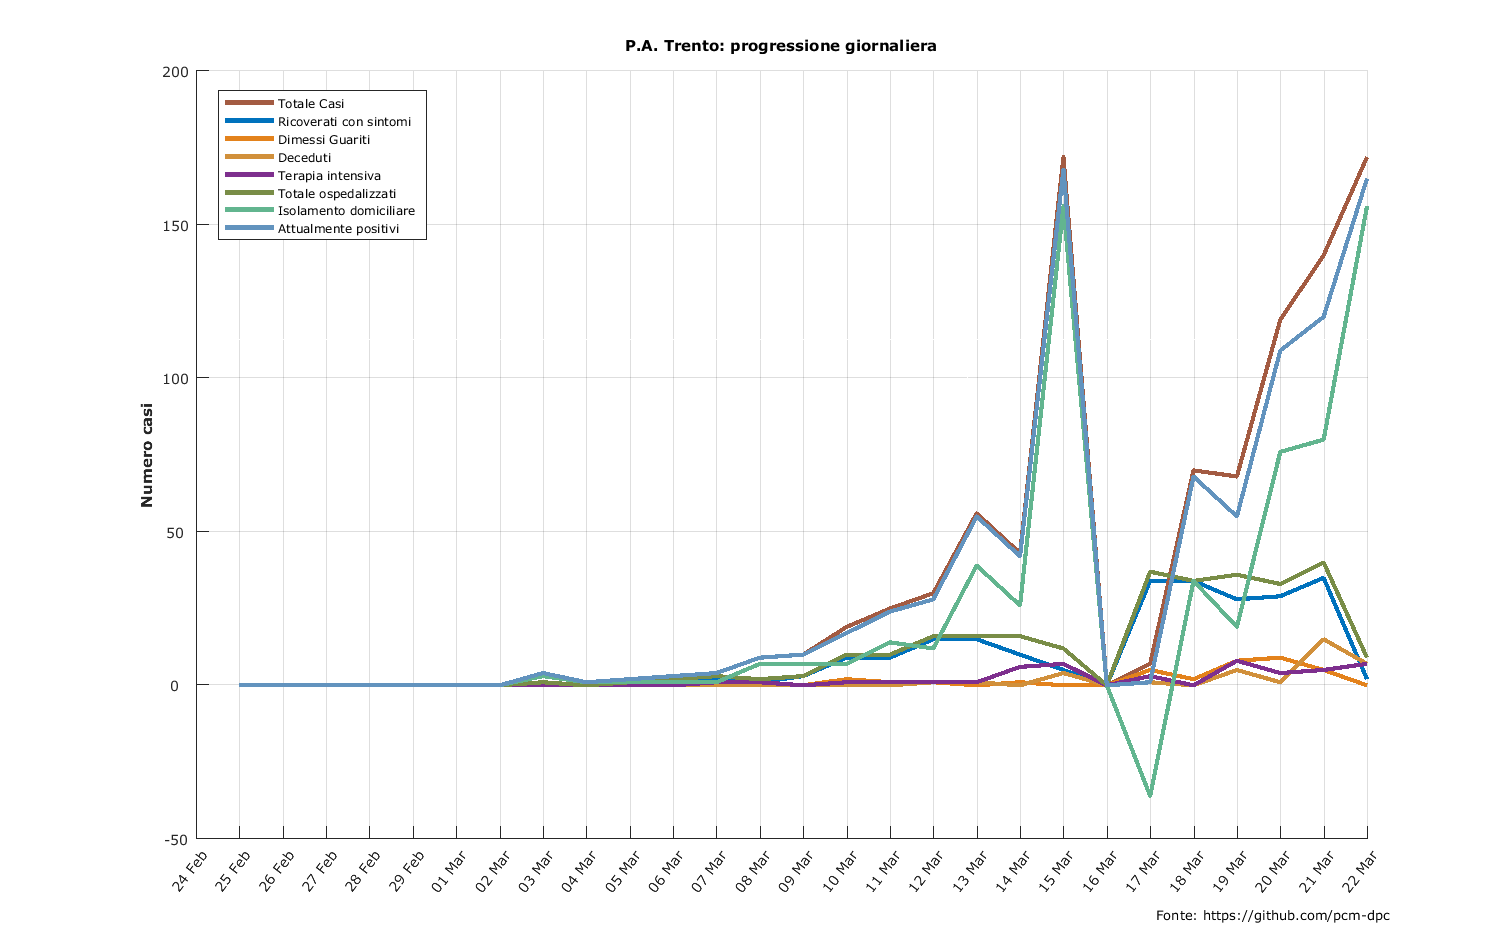 P.A. Trento: progressione giornaliera
200
150
100
50
0
-50
Numero casi
Totale Casi
Ricoverati con sintomi
Dimessi Guariti
Deceduti
Terapia intensiva
Totale ospedalizzati
Isolamento domiciliare
Attualmente positivi
24 Feb
25 Feb
26 Feb
27 Feb
28 Feb
29 Feb
01 Mar
02 Mar
03 Mar
04 Mar
05 Mar
06 Mar
07 Mar
08 Mar
09 Mar
10 Mar
11 Mar
12 Mar
13 Mar
14 Mar
15 Mar
16 Mar
17 Mar
18 Mar
19 Mar
20 Mar
21 Mar
22 Mar
Fonte: https://github.com/pcm-dpc